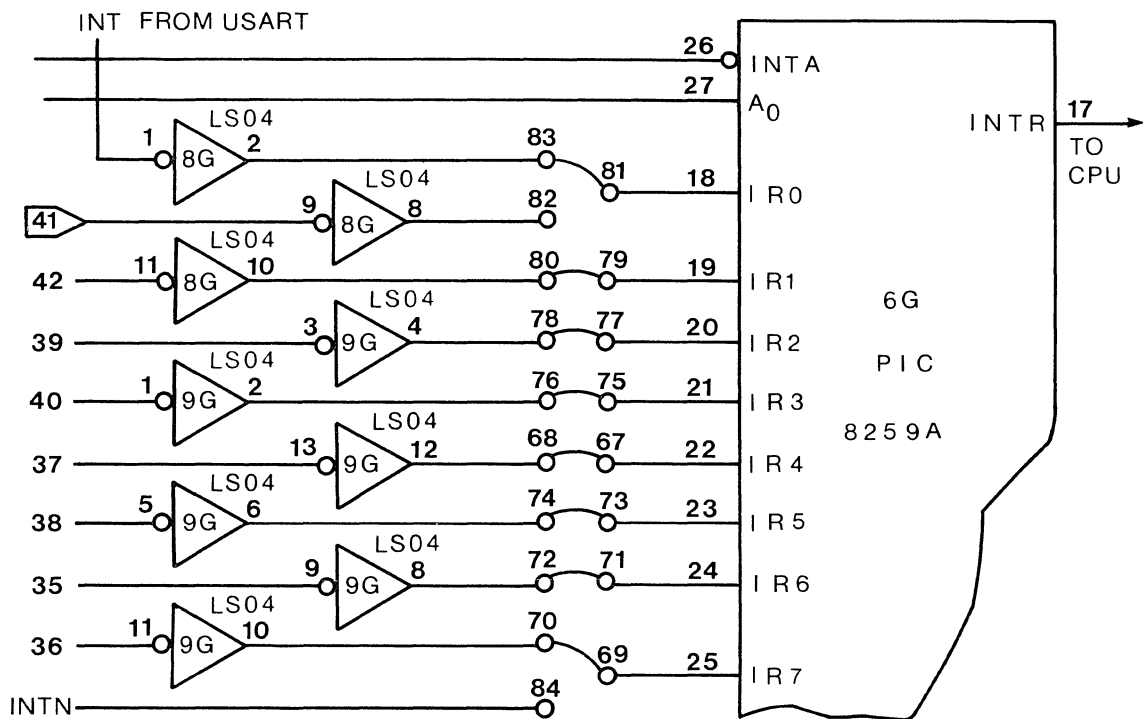 INT FROM USART
26 INTA
27 A0
INTR 17
TO
CPU
LS04
1 8G 2 83
81 18 IR0
LS04
41 9 8G 8 82
LS04
42 11 8G 10 80 79 19 IR1
6G
LS04
39 3 9G 4 78 77 20 IR2
PIC
LS04
40 1 9G 2 76 75 21 IR3
8259A
LS04
37 13 9G 12 68 67 22 IR4
LS04
38 5 9G 6 74 73 23 IR5
LS04
35 9 9G 8 72 71 24 IR6
LS04
36 11 9G 10 70
69 25 IR7
INTN 84